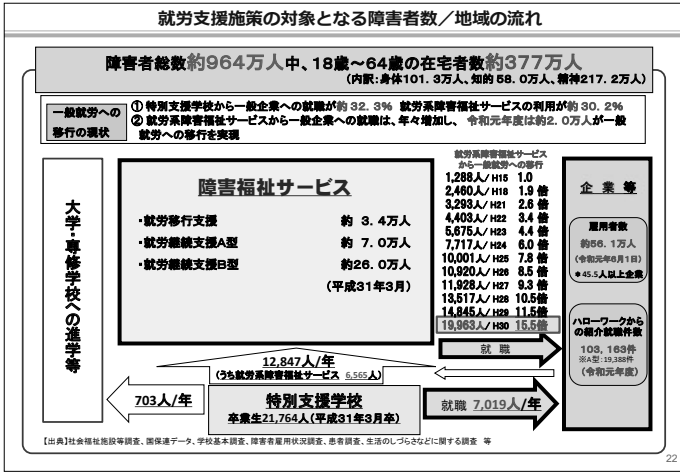 就労支援施策の対象となる障害者数／地域の流れ
障害者総数約964万人中、18歳～64歳の在宅者数約377万人
(内訳:身体101.3万人、知的58.0万人、精神217.2万人)
一般就労への
移行の現状
① 特別支援学校から一般企業への就職が約32.3% 就労系障害福祉サービスの利用が約30.2%
② 就労系障害福祉サービスから一般企業への就職は、年々増加し、令和元年度は約2.0万人が一般
就労への移行を実現
大学・専修学校への進学等
障害福祉サービス
・就労移行支援 約3.4万人
・就労継続支援A型 約7.0万人
・就労継続支援B型 約26.0万人
(平成31年3月)
就労系障害福祉サービス
から一般就労への移行
1,288人/H15 1.0
2,460人/H18 1.9倍
3,293人/H21 2.6倍
4,403人/H22 3.4倍
5,675人/H23 4.4倍
7,717人/H24 6.0倍
10,001人/H25 7.8倍
10,920人/H26 8.5倍
11,928人/H27 9.3倍
13,517人/H28 10.5倍
14,845人/H29 11.5倍
19,963人/H30 15.5倍
就職
企業等
雇用者数
約56.1万人
(令和元年6月1日)
＊45.5人以上企業
ハローワークから
の紹介就職件数
103,163件
※A型:19,388件
(令和元年度)
12,847人/年
(うち就労系障害福祉サービス 6,565人)
703人/年
特別支援学校
卒業生21,764人(平成31年3月卒)
就職 7,019人/年
【出典】社会福祉施設等調査、国保連データ、学校基本調査、障害者雇用状況調査、患者調査、生活のしづらさなどに関する調査 等
22